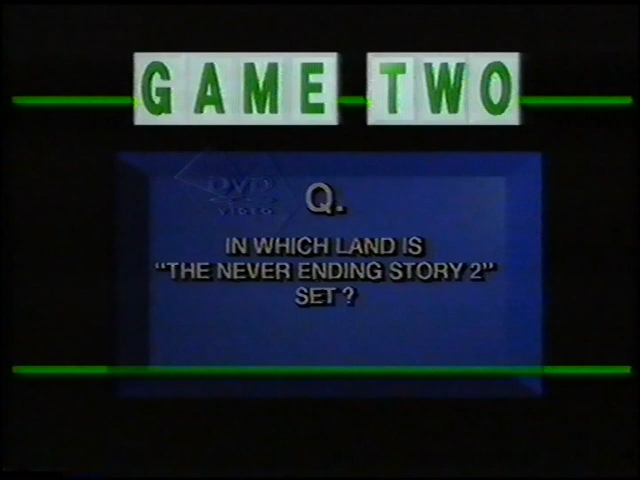 GAME TWO
DVD
VIDEO
Q.
IN WHICH LAND IS
"THE NEVER ENDING STORY 2"
SET ?